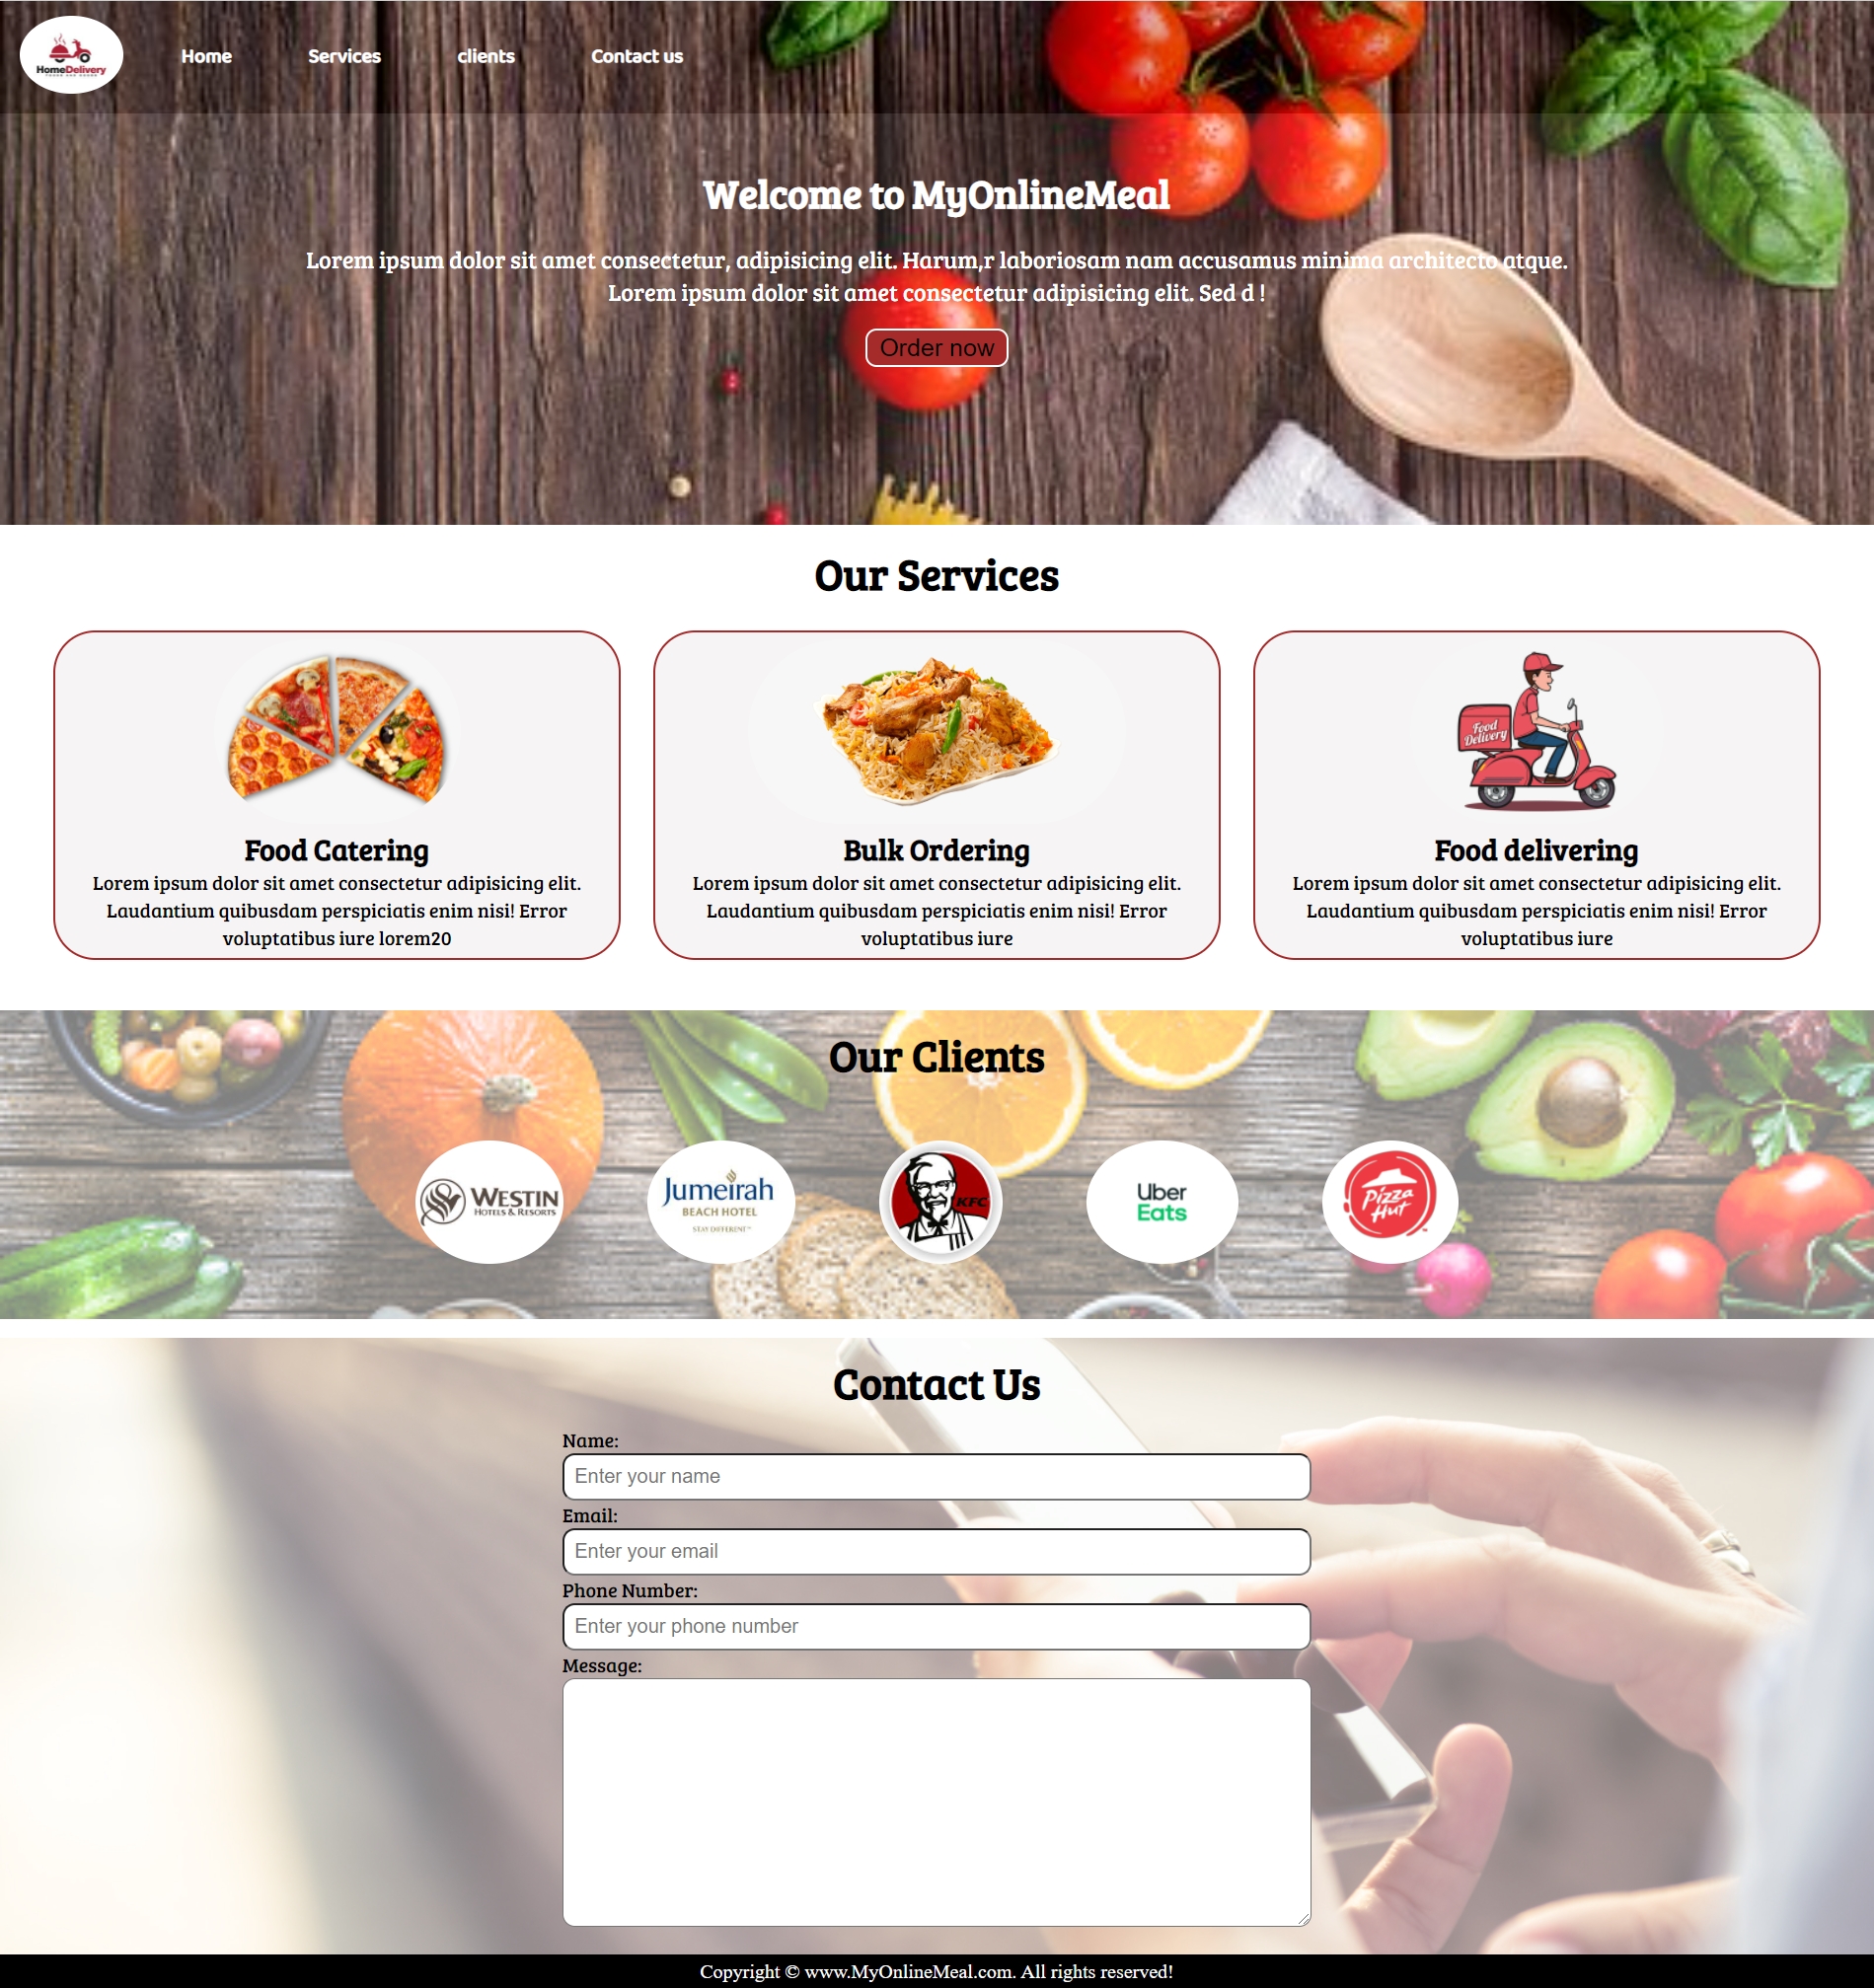 HomeDelivery
Home
Services
clients
Contact us
Welcome to MyOnlineMeal
Lorem ipsum dolor sit amet consectetur, adipisicing elit. Harum,r laboriosam nam accusamus minima architecto atque.
Lorem ipsum dolor sit amet consectetur adipisicing elit. Sed d !
Order now
Our Services
Food
Delivery
Food Catering
Lorem ipsum dolor sit amet consectetur adipisicing elit.
Laudantium quibusdam perspiciatis enim nisi! Error
voluptatibus iure lorem20
Bulk Ordering
Lorem ipsum dolor sit amet consectetur adipisicing elit.
Laudantium quibusdam perspiciatis enim nisi! Error
voluptatibus iure
Food delivering
Lorem ipsum dolor sit amet consectetur adipisicing elit.
Laudantium quibusdam perspiciatis enim nisi! Error
voluptatibus iure
Our Clients
WESTIN
HOTELS & RESORTS
Jumeirah
BEACH HOTEL
STAY DIFFERENT™
KFC
Uber
Eats
Pizza
Hut
Contact Us
Name:
Enter your name
Email:
Enter your email
Phone Number:
Enter your phone number
Message:
Copyright © www.MyOnlineMeal.com. All rights reserved!